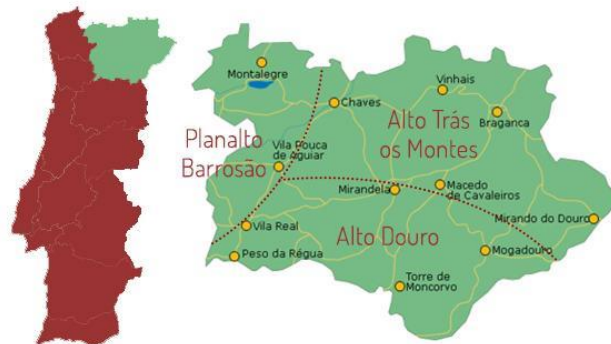 Montalegre
Vinhais
Chaves
Braganca
Alto Trás
os Montes
Planalto
Barrosão
Vila Pouca
de Aguiar
Mirandela
Macedo
de Cavaleiros
Mirando do Douro
Vila Real
Alto Douro
Peso da Régua
Mogadouro
Torre de
Moncorvo